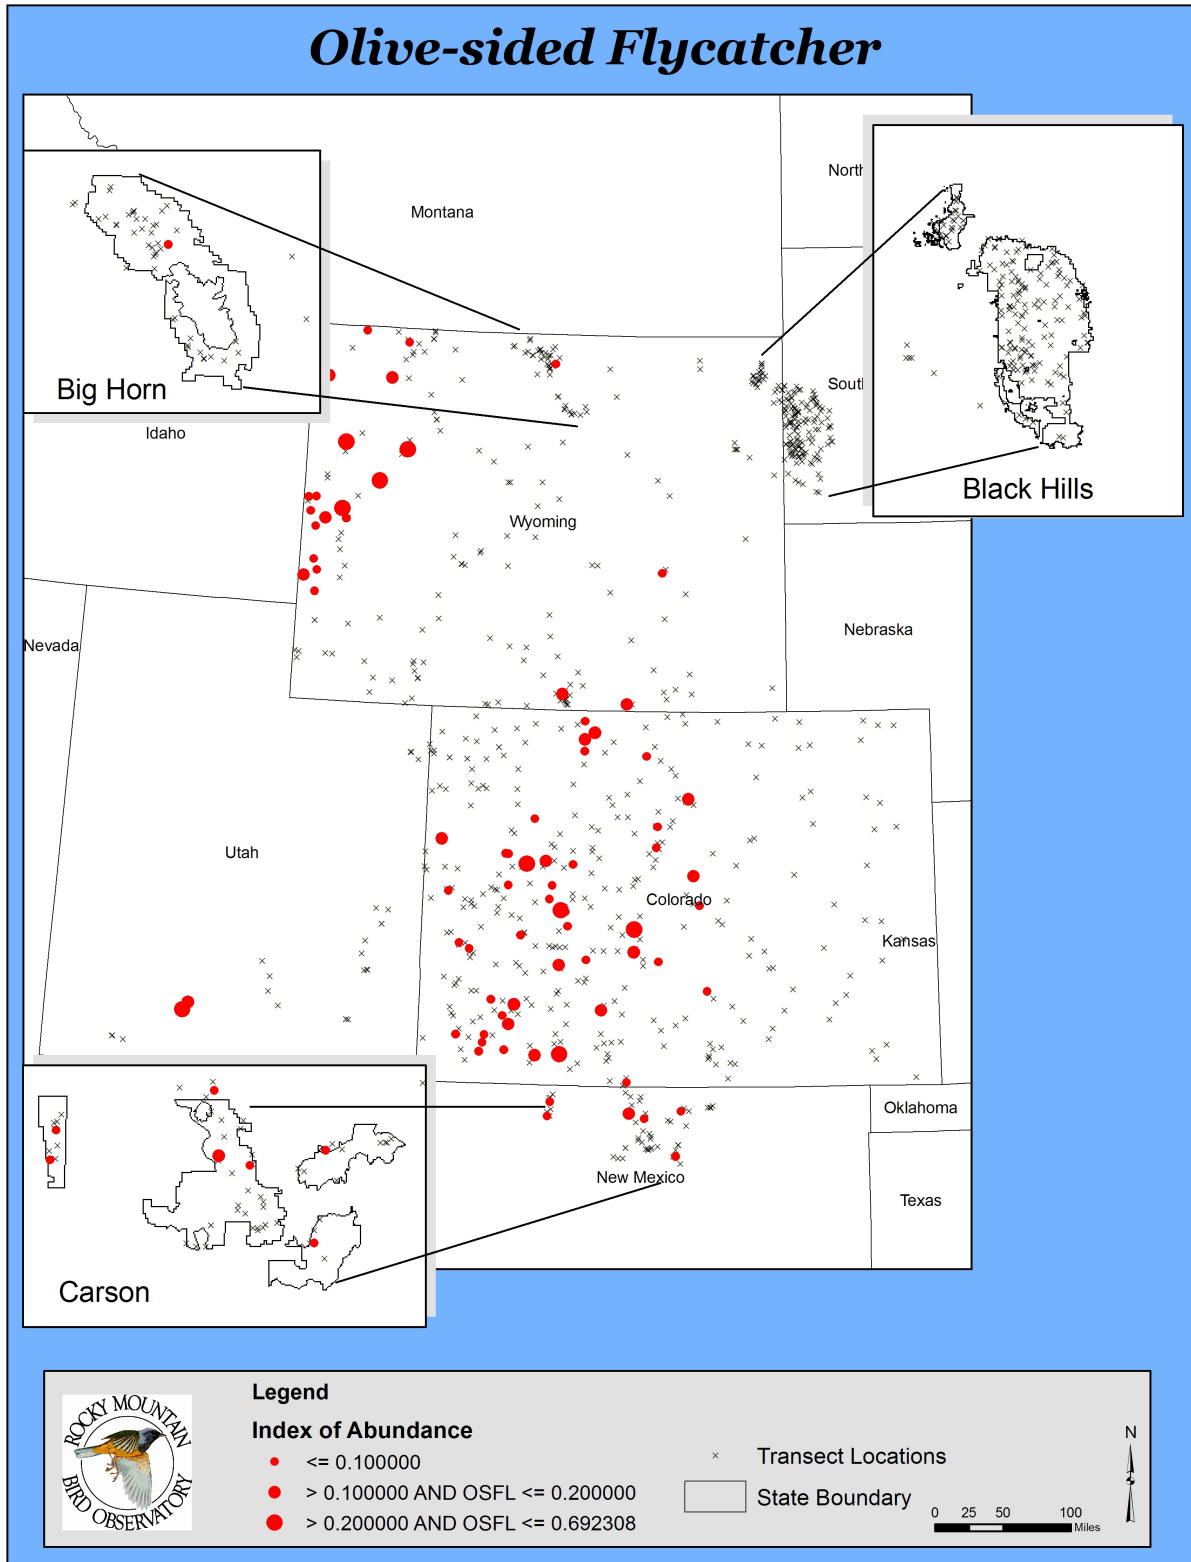 Olive-sided Flycatcher
North
Montana
Big Horn
South
Idaho
Black Hills
Wyoming
Nevada
Nebraska
Utah
Colorado
Kansas
Oklahoma
New Mexico
Texas
Carson
Legend
Index of Abundance
<= 0.100000
> 0.100000 AND OSFL <= 0.200000
> 0.200000 AND OSFL <= 0.692308
Transect Locations
State Boundary
N
0 25 50 100
Miles
ROCKY MOUNTAIN
BIRD OBSERVATORY